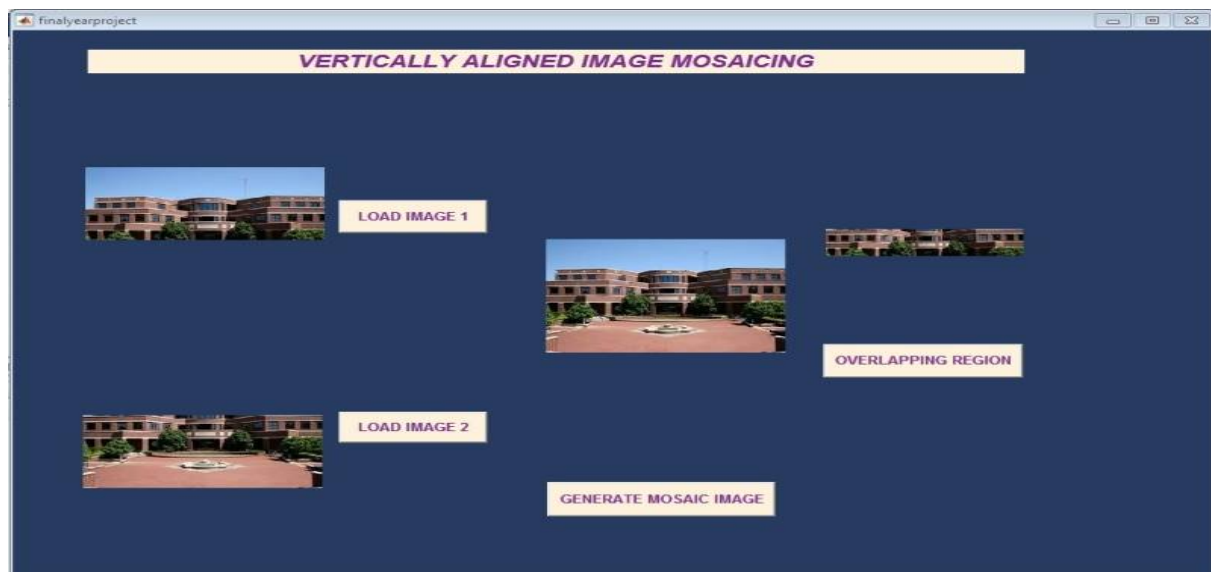 finalyearproject
VERTICALLY ALIGNED IMAGE MOSAICING
LOAD IMAGE 1
OVERLAPPING REGION
LOAD IMAGE 2
GENERATE MOSAIC IMAGE